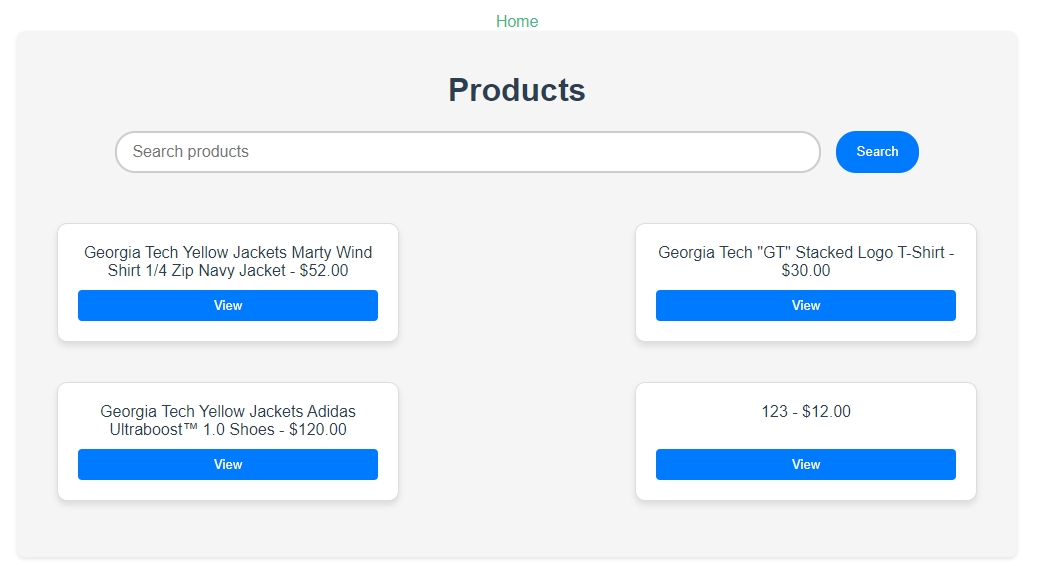 Home
Products
Search products
Search
Georgia Tech Yellow Jackets Marty Wind
Shirt 1/4 Zip Navy Jacket - $52.00
View
Georgia Tech "GT" Stacked Logo T-Shirt -
$30.00
View
Georgia Tech Yellow Jackets Adidas
Ultraboost™ 1.0 Shoes - $120.00
View
123 - $12.00
View